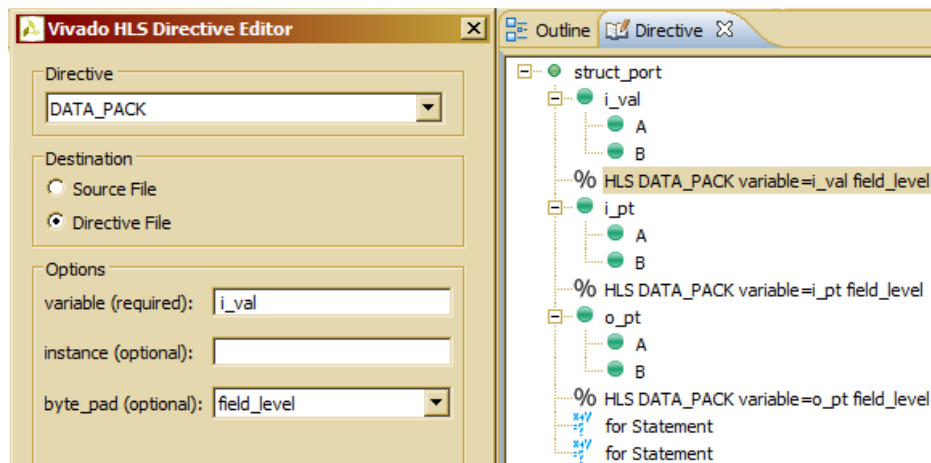 Vivado HLS Directive Editor
Directive
DATA_PACK
Destination
Source File
Directive File
Options
variable (required): i_val
instance (optional):
byte_pad (optional): field_level
Outline Directive
struct_port
i_val
A
B
% HLS DATA_PACK variable=i_val field_level
i_pt
A
B
% HLS DATA_PACK variable=i_pt field_level
o_pt
A
B
% HLS DATA_PACK variable=o_pt field_level
for Statement
for Statement